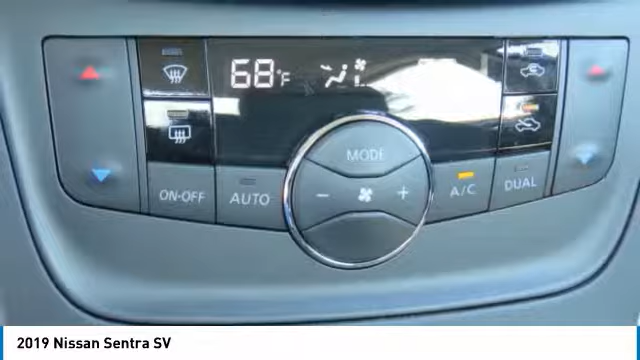 68°F
MODE
ON-OFF
AUTO
−
+
A/C
DUAL
2019 Nissan Sentra SV